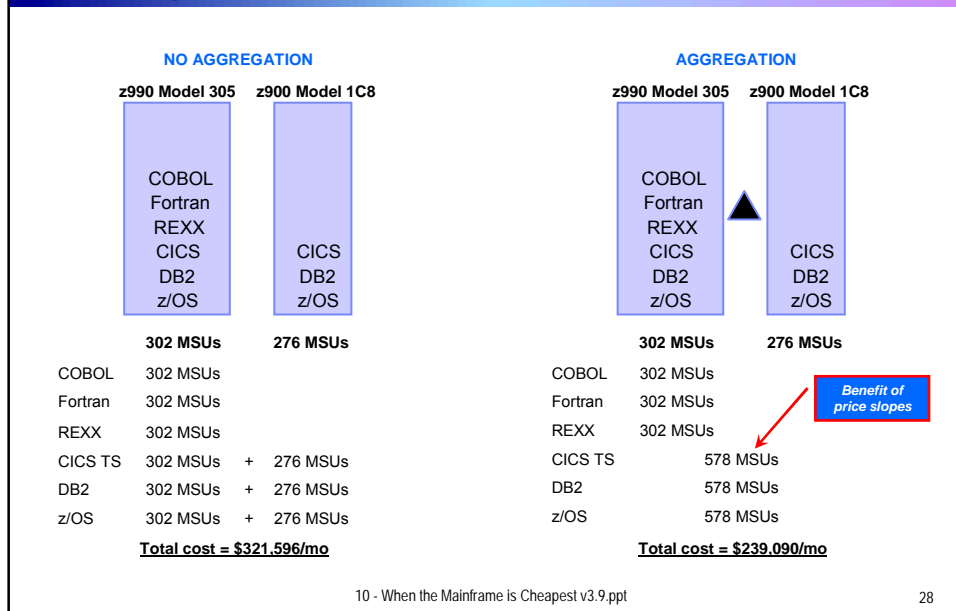 NO AGGREGATION
z990 Model 305 z900 Model 1C8
COBOL
Fortran
REXX
CICS
DB2
z/OS
CICS
DB2
z/OS
302 MSUs 276 MSUs
COBOL 302 MSUs
Fortran 302 MSUs
REXX 302 MSUs
CICS TS 302 MSUs + 276 MSUs
DB2 302 MSUs + 276 MSUs
z/OS 302 MSUs + 276 MSUs
Total cost = $321,596/mo
AGGREGATION
z990 Model 305 z900 Model 1C8
COBOL
Fortran
REXX
CICS
DB2
z/OS
CICS
DB2
z/OS
302 MSUs 276 MSUs
COBOL 302 MSUs
Fortran 302 MSUs
REXX 302 MSUs
CICS TS 578 MSUs
DB2 578 MSUs
z/OS 578 MSUs
Benefit of
price slopes
Total cost = $239,090/mo
10 - When the Mainframe is Cheapest v3.9.ppt 28